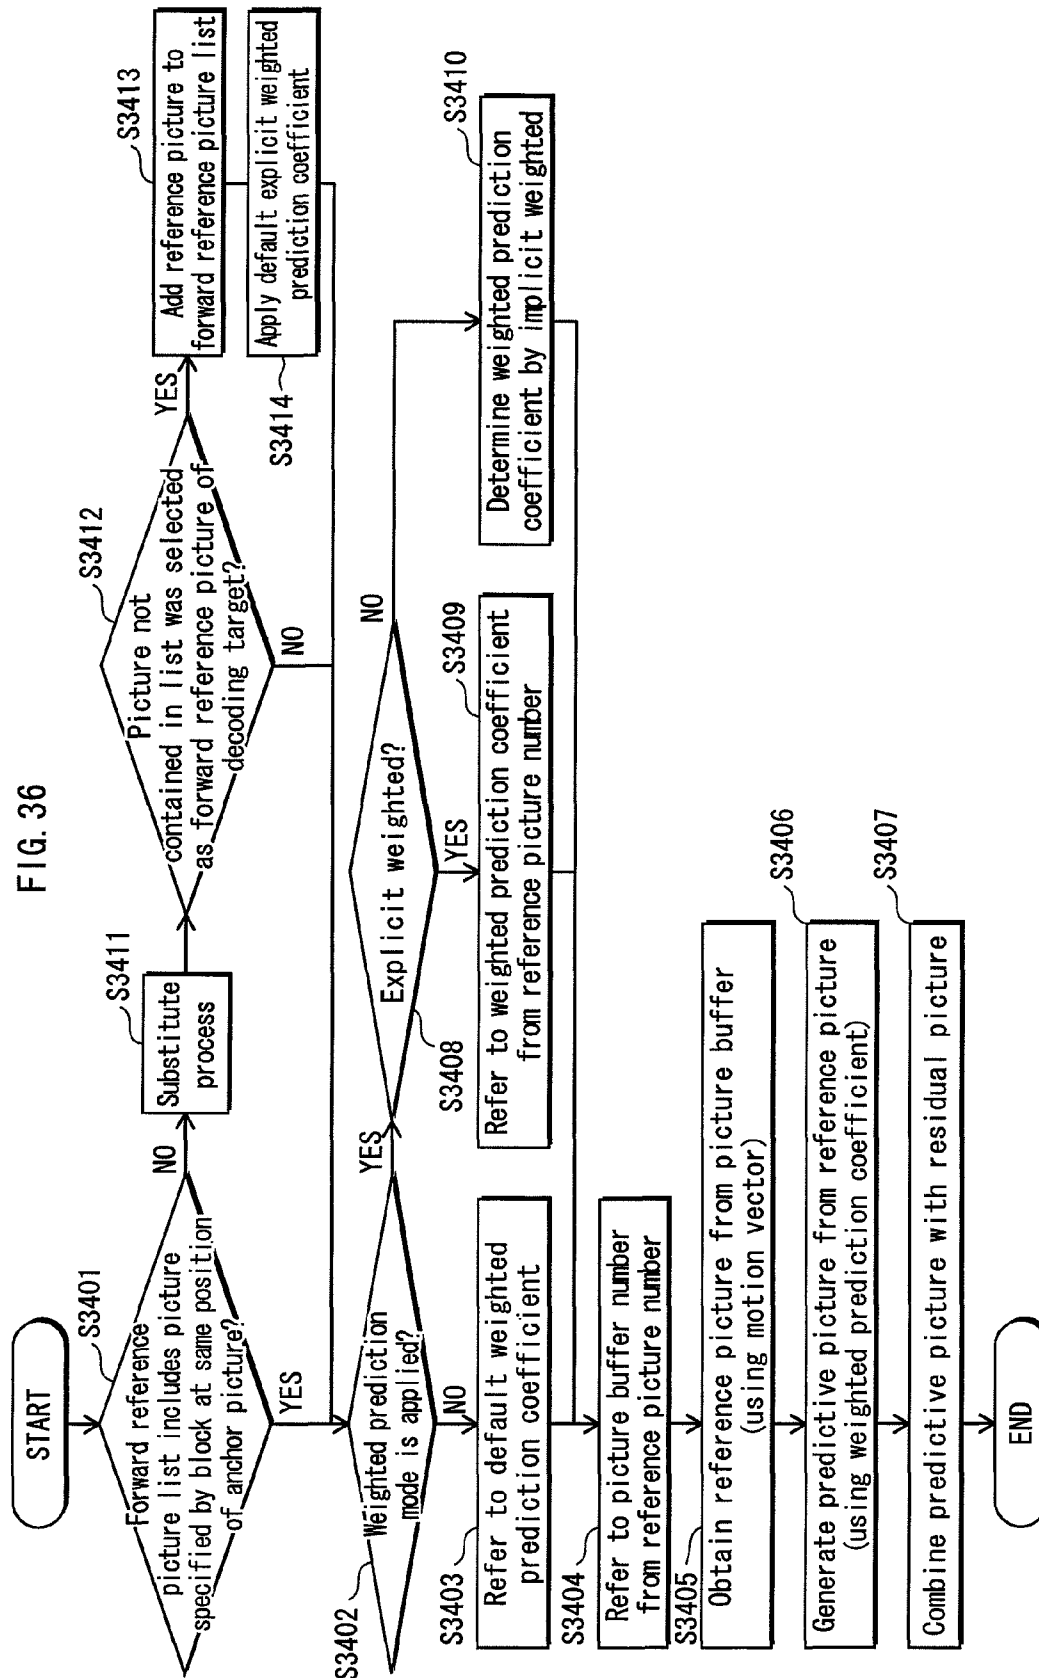 FIG. 36
START
S3401
Forward reference
picture list includes picture
specified by block at same position
of anchor picture?
NO
YES
S3411
Substitute
process
S3412
Picture not
contained in list was selected
as forward reference picture of
decoding target?
YES
NO
S3413
Add reference picture to
forward reference picture list
S3414
Apply default explicit weighted
prediction coefficient
S3402
Weighted prediction
mode is applied?
YES
NO
S3408
Explicit weighted?
NO
YES
S3403
Refer to default weighted
prediction coefficient
S3409
Refer to weighted prediction coefficient
from reference picture number
S3410
Determine weighted prediction
coefficient by implicit weighted
S3404
Refer to picture buffer number
from reference picture number
S3405
Obtain reference picture from picture buffer
(using motion vector)
S3406
Generate predictive picture from reference picture
(using weighted prediction coefficient)
S3407
Combine predictive picture with residual picture
END